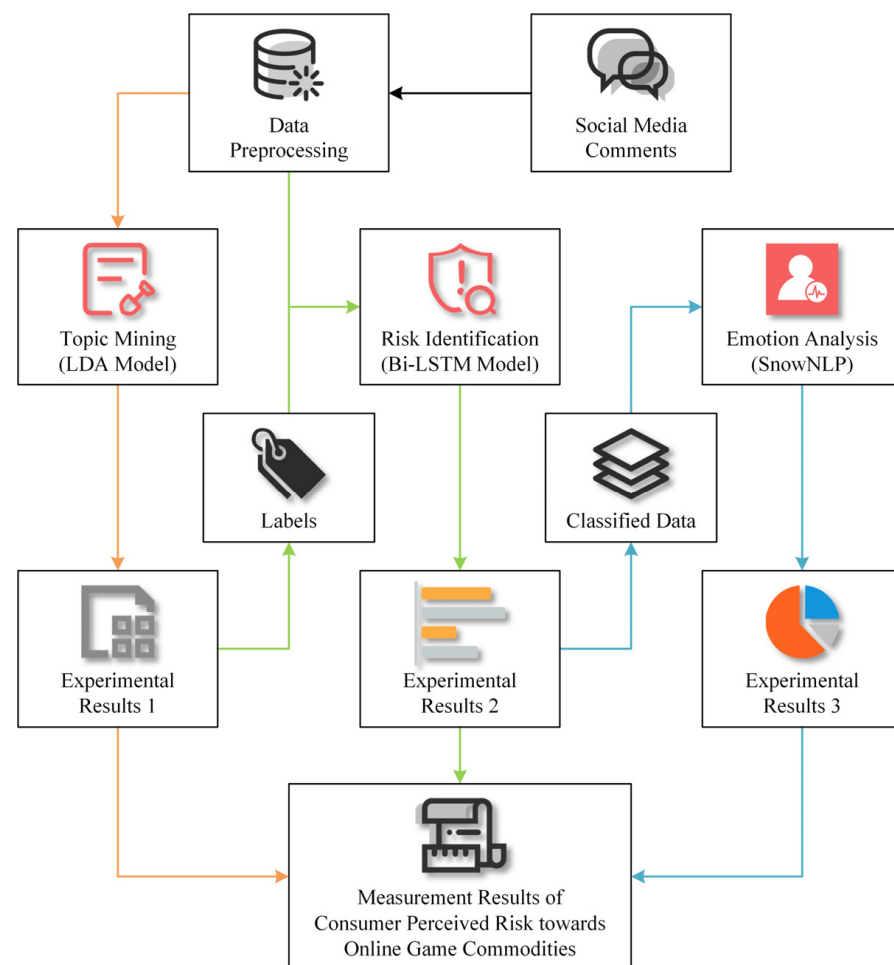 Data
Preprocessing
Social Media
Comments
Topic Mining
(LDA Model)
Risk Identification
(Bi-LSTM Model)
Emotion Analysis
(SnowNLP)
Labels
Classified Data
Experimental
Results 1
Experimental
Results 2
Experimental
Results 3
Measurement Results of
Consumer Perceived Risk towards
Online Game Commodities